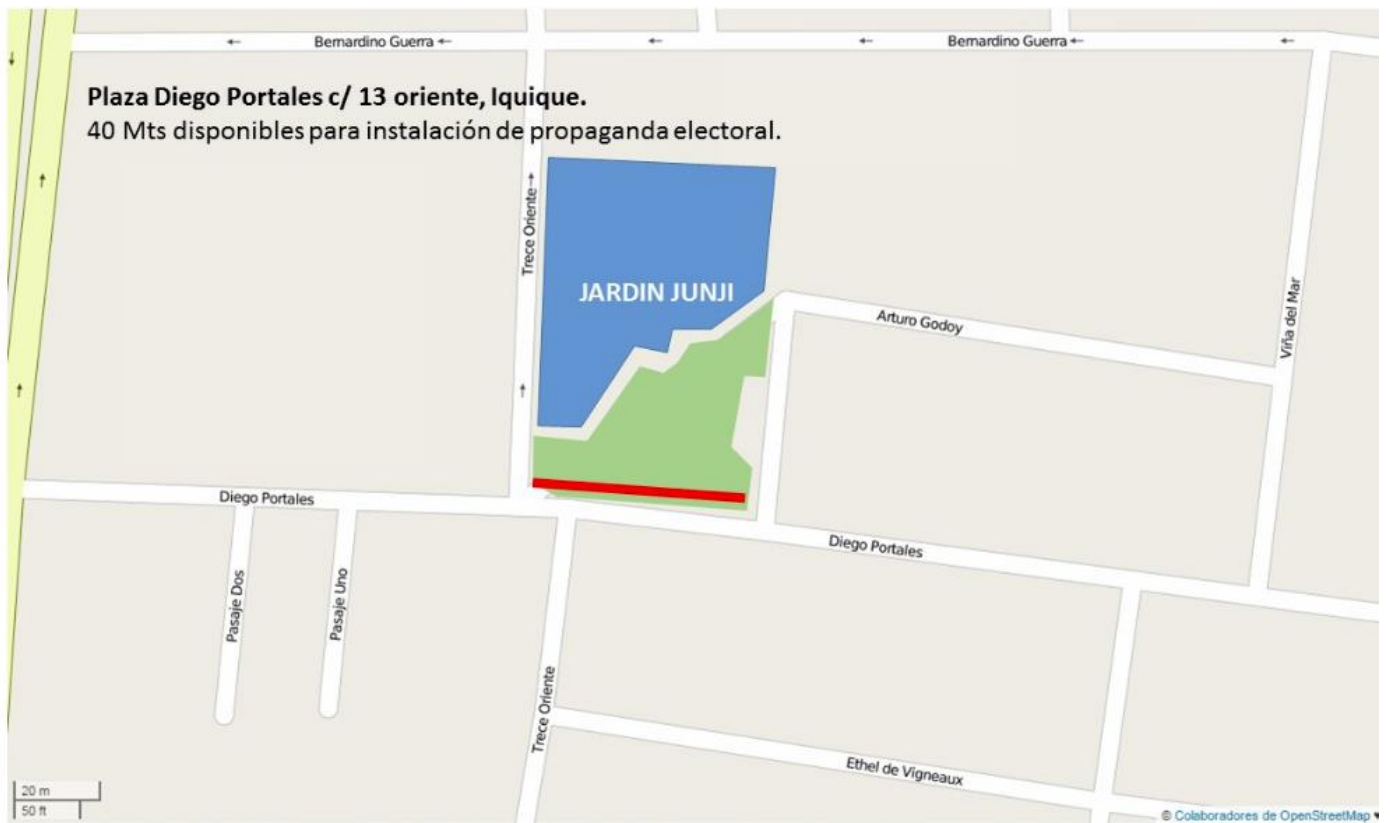 Bernardino Guerra
Bernardino Guerra
Plaza Diego Portales c/ 13 oriente, Iquique.
40 Mts disponibles para instalación de propaganda electoral.
Trece Oriente
JARDIN JUNJI
Arturo Godoy
Viña del Mar
Diego Portales
Diego Portales
Pasaje Dos
Pasaje Uno
Trece Oriente
Ethel de Vigneaux
20 m
50 ft
© Colaboradores de OpenStreetMap